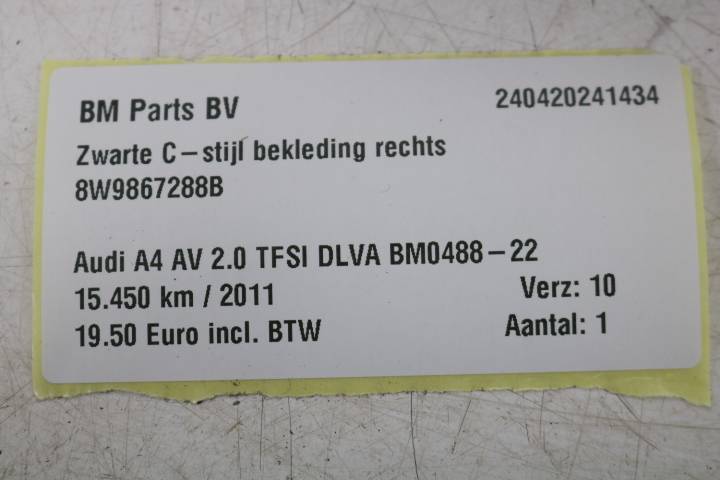 BM Parts BV 240420241434
Zwarte C-stijl bekleding rechts
8W9867288B
Audi A4 AV 2.0 TFSI DLVA BM0488-22
15.450 km / 2011 Verz: 10
19.50 Euro incl. BTW Aantal: 1